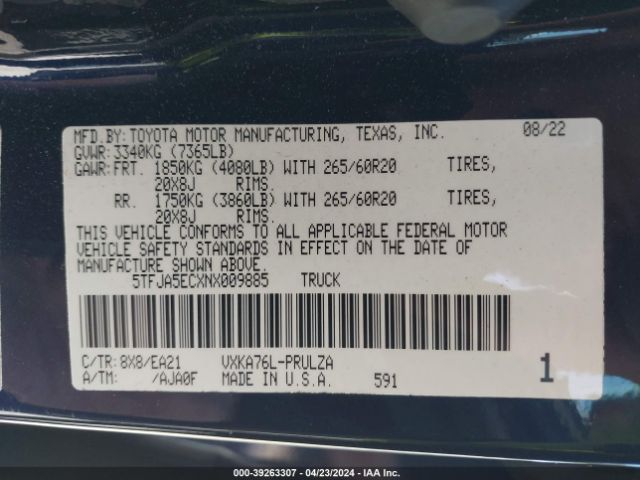 MFD.BY: TOYOTA MOTOR MANUFACTURING, TEXAS, INC. 08/22
GVWR: 3340KG (7365LB)
GAWR: FRT. 1850KG (4080LB) WITH 265/60R20 TIRES,
20X8J RIMS.
RR. 1750KG (3860LB) WITH 265/60R20 TIRES,
20X8J RIMS.
THIS VEHICLE CONFORMS TO ALL APPLICABLE FEDERAL MOTOR
VEHICLE SAFETY STANDARDS IN EFFECT ON THE DATE OF
MANUFACTURE SHOWN ABOVE.
5TFJA5ECXNX009885 TRUCK
C/TR: 8X8/EA21 VXKA76L-PRULZA
A/TM: /AJA0F MADE IN U.S.A. 591 1
000-39263307 - 04/23/2024 - IAA Inc.